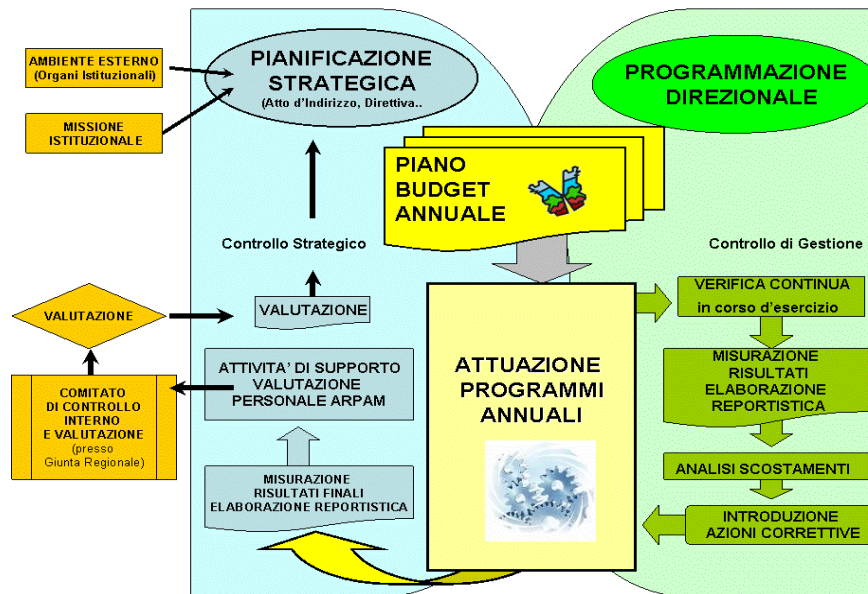 AMBIENTE ESTERNO
(Organi Istituzionali)
MISSIONE
ISTITUZIONALE
PIANIFICAZIONE
STRATEGICA
(Atto d'Indirizzo, Direttiva..
PROGRAMMAZIONE
DIREZIONALE
PIANO
BUDGET
ANNUALE
Controllo Strategico
Controllo di Gestione
VALUTAZIONE
VALUTAZIONE
ATTIVITA' DI SUPPORTO
VALUTAZIONE
PERSONALE ARPAM
COMITATO
DI CONTROLLO
INTERNO
E VALUTAZIONE
(presso
Giunta Regionale)
MISURAZIONE
RISULTATI FINALI
ELABORAZIONE REPORTISTICA
ATTUAZIONE
PROGRAMMI
ANNUALI
VERIFICA CONTINUA
in corso d'esercizio
MISURAZIONE
RISULTATI
ELABORAZIONE
REPORTISTICA
ANALISI SCOSTAMENTI
INTRODUZIONE
AZIONI CORRETTIVE